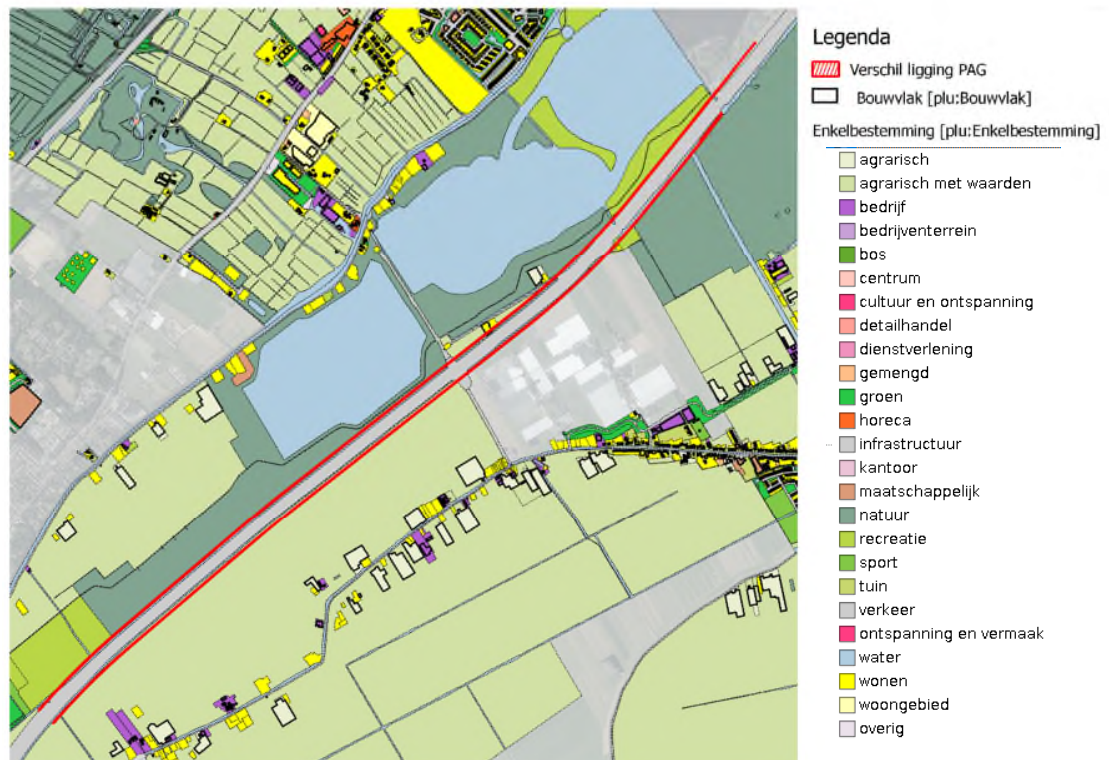 Legenda
Verschil ligging PAG
Bouwvlak [plu:Bouwvlak]
Enkelbestemming [plu:Enkelbestemming]
agrarisch
agrarisch met waarden
bedrijf
bedrijventerrein
bos
centrum
cultuur en ontspanning
detailhandel
dienstverlening
gemengd
groen
horeca
infrastructuur
kantoor
maatschappelijk
natuur
recreatie
sport
tuin
verkeer
ontspanning en vermaak
water
wonen
woongebied
overig